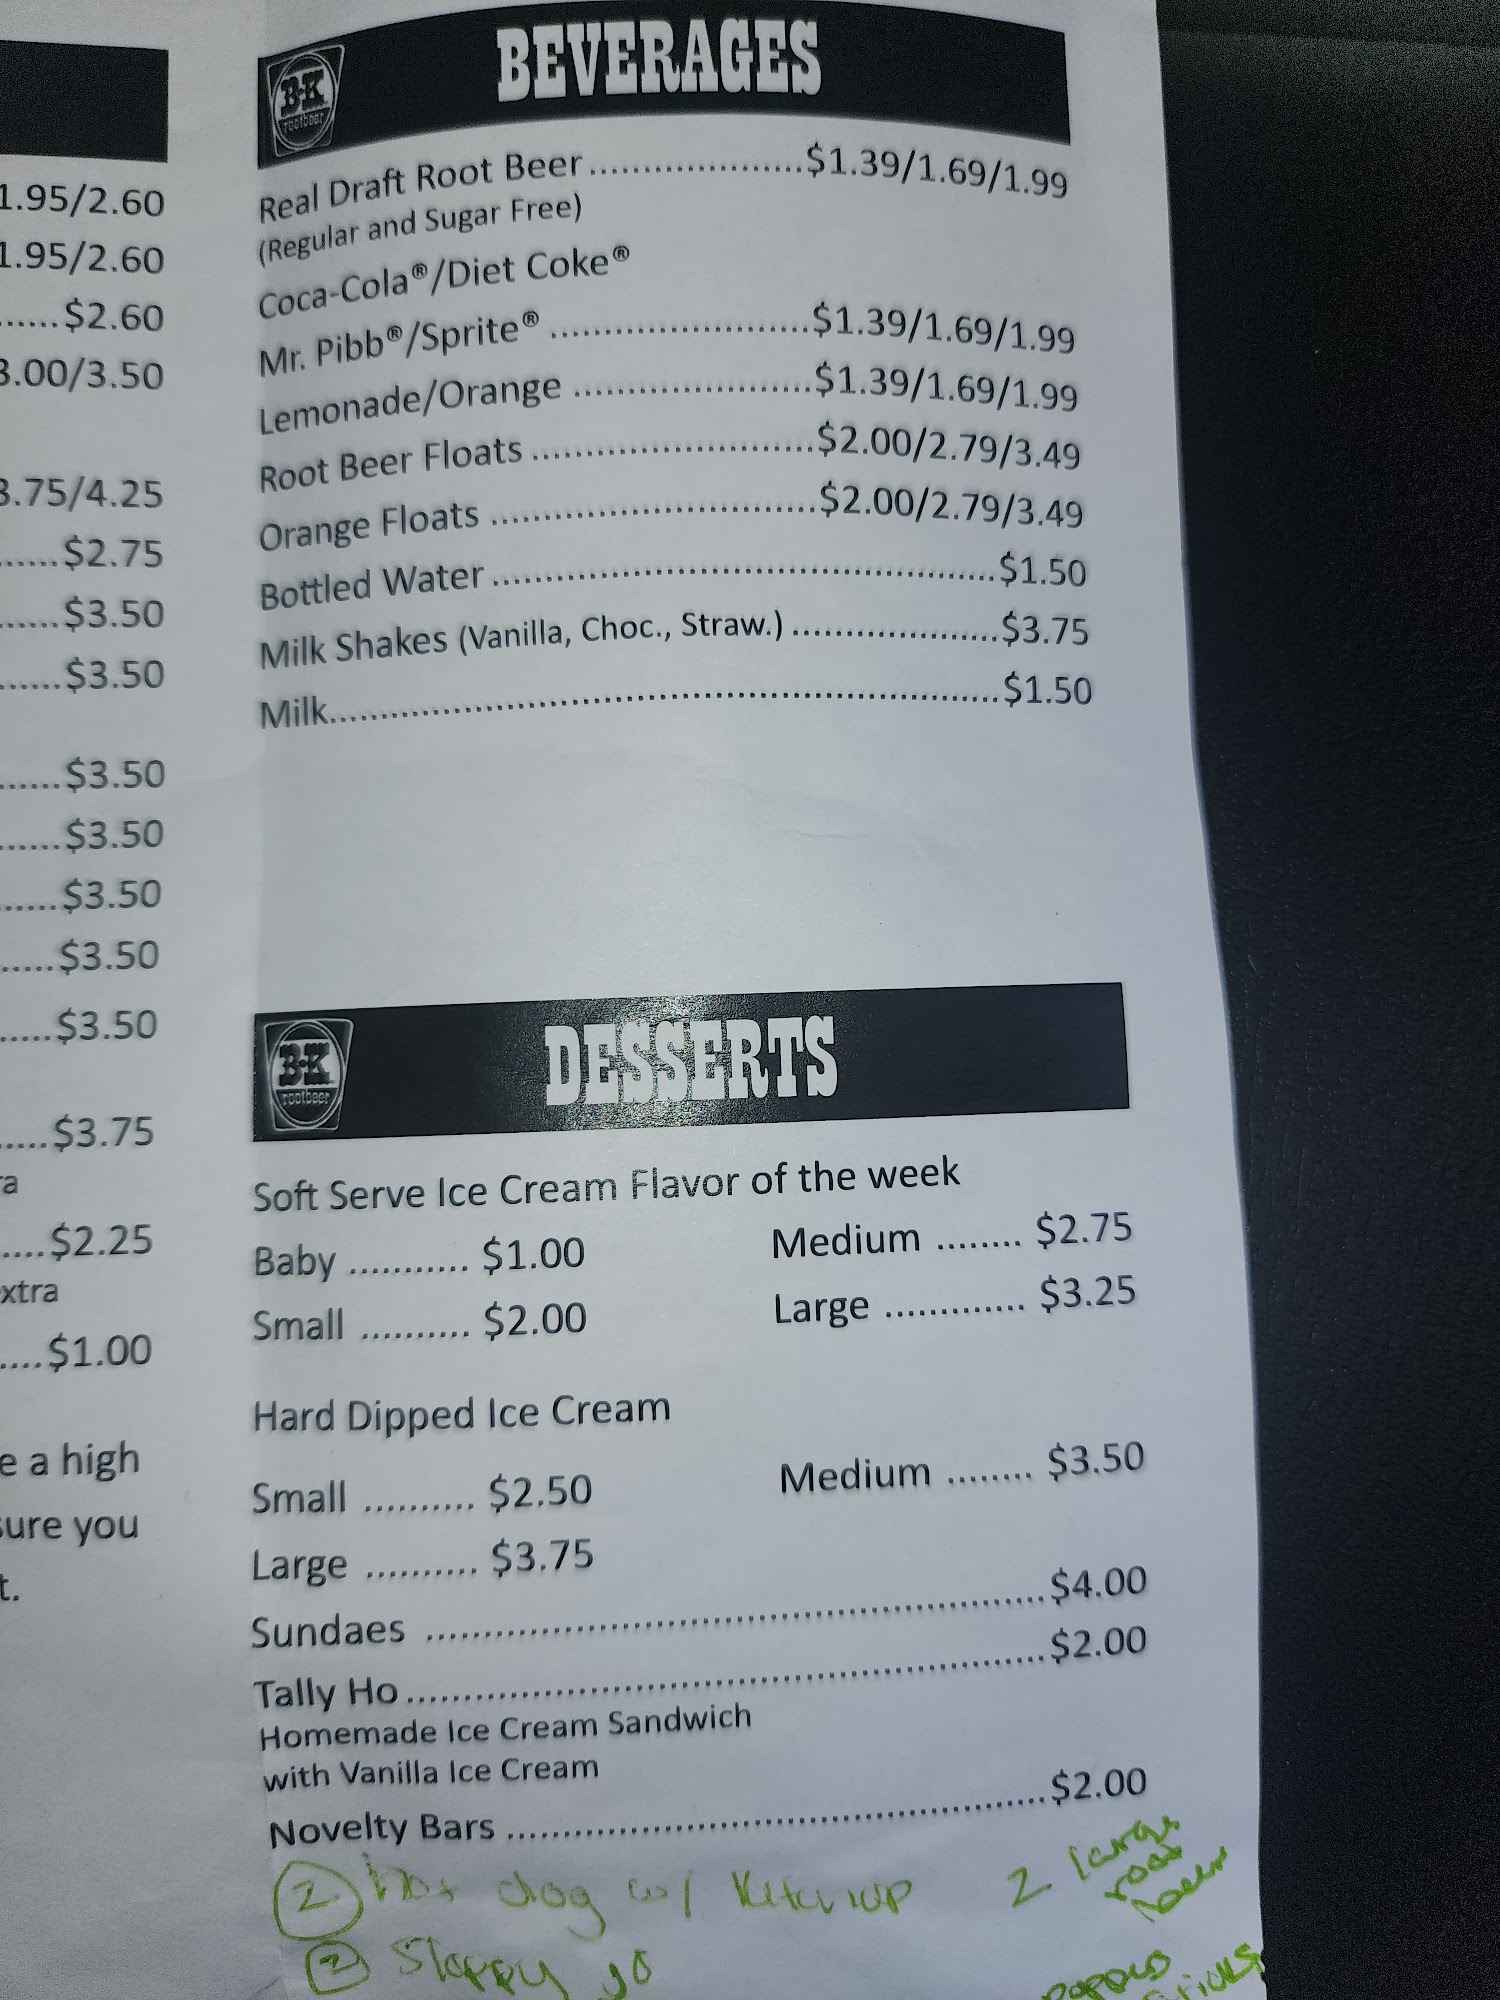 1.95/2.60
1.95/2.60
......$2.60
3.00/3.50
3.75/4.25
......$2.75
......$3.50
......$3.50
......$3.50
......$3.50
......$3.50
.....$3.50
.....$3.50
.....$3.75
ra
....$2.25
xtra
....$1.00
e a high
sure you
t.
B·K
rootbeer
BEVERAGES
Real Draft Root Beer.....................$1.39/1.69/1.99
(Regular and Sugar Free)
Coca-Cola®/Diet Coke®
Mr. Pibb®/Sprite® ..........................$1.39/1.69/1.99
Lemonade/Orange ........................$1.39/1.69/1.99
Root Beer Floats ............................$2.00/2.79/3.49
Orange Floats .................................$2.00/2.79/3.49
Bottled Water...................................................$1.50
Milk Shakes (Vanilla, Choc., Straw.) .....................$3.75
Milk....................................................................$1.50
B·K
rootbeer
DESSERTS
Soft Serve Ice Cream Flavor of the week
Baby ........... $1.00 Medium ........ $2.75
Small .......... $2.00 Large ............. $3.25
Hard Dipped Ice Cream
Small .......... $2.50 Medium ........ $3.50
Large .......... $3.75
Sundaes ..............................................................$4.00
Tally Ho................................................................$2.00
Homemade Ice Cream Sandwich
with Vanilla Ice Cream
Novelty Bars ......................................................$2.00
2 Hot dog w/ Ketchup
2 large
root
beer
2 Sloppy jo